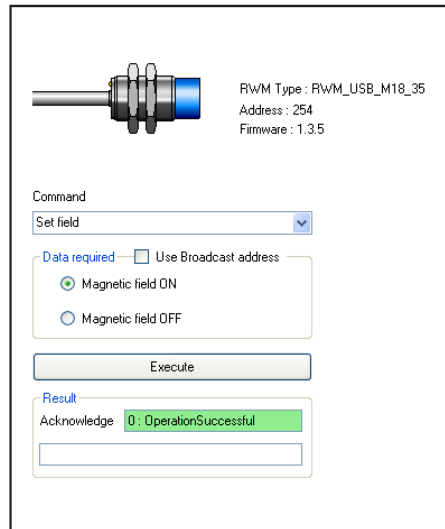 RWM Type : RWM_USB_M18_35
Address : 254
Firmware : 1.3.5
Command
Set field
Data required Use Broadcast address
Magnetic field ON
Magnetic field OFF
Execute
Result
Acknowledge 0 : OperationSuccessful